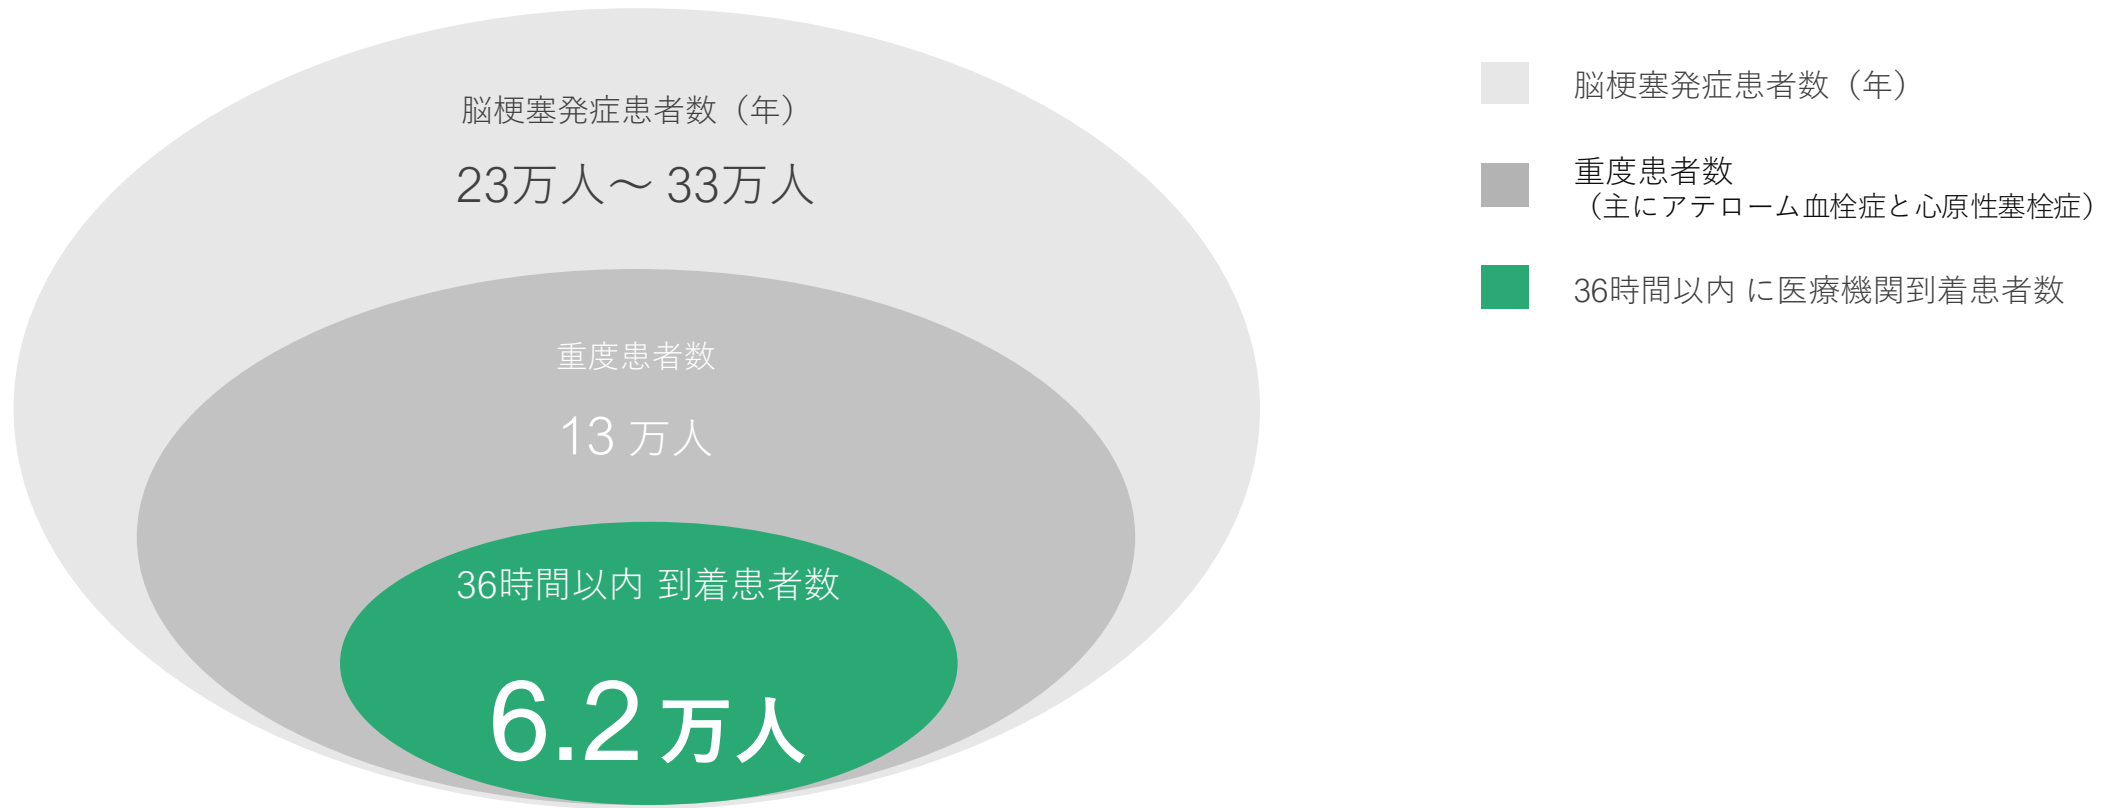 脳梗塞発症患者数（年）
23万人〜 33万人
重度患者数
13 万人
36時間以内 到着患者数
6.2 万人
脳梗塞発症患者数（年）
重度患者数
（主にアテローム血栓症と心原性塞栓症）
36時間以内 に医療機関到着患者数